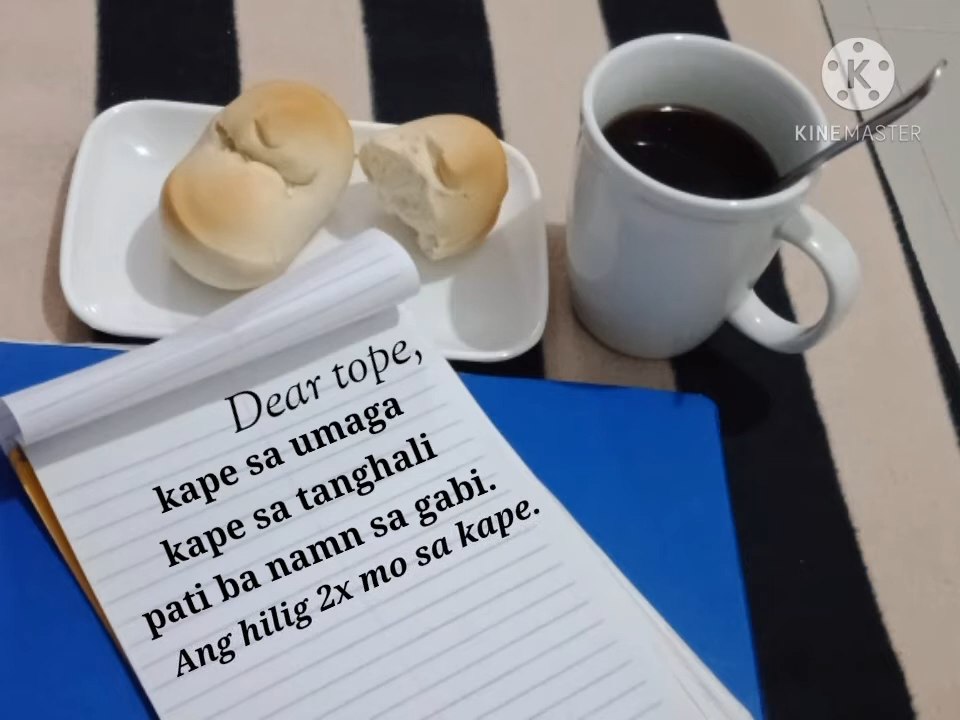 K
KINEMASTER
Dear tope,
kape sa umaga
kape sa tanghali
pati ba namn sa gabi.
Ang hilig 2x mo sa kape.